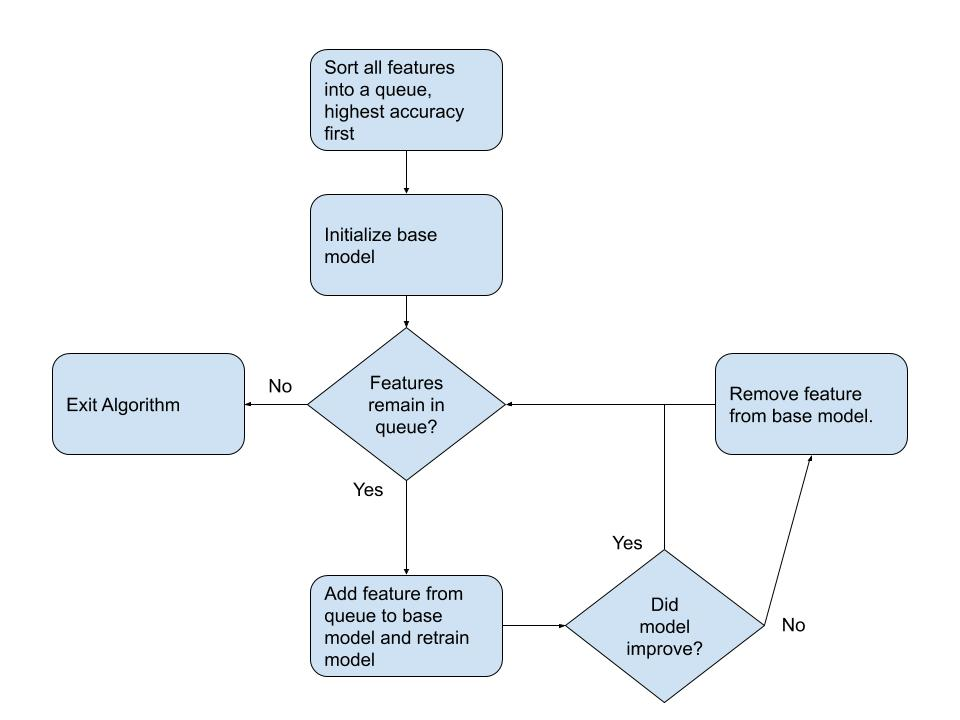 Sort all features
into a queue,
highest accuracy
first
Initialize base
model
Features
remain in
queue?
No
Exit Algorithm
Yes
Add feature from
queue to base
model and retrain
model
Did
model
improve?
Yes
No
Remove feature
from base model.